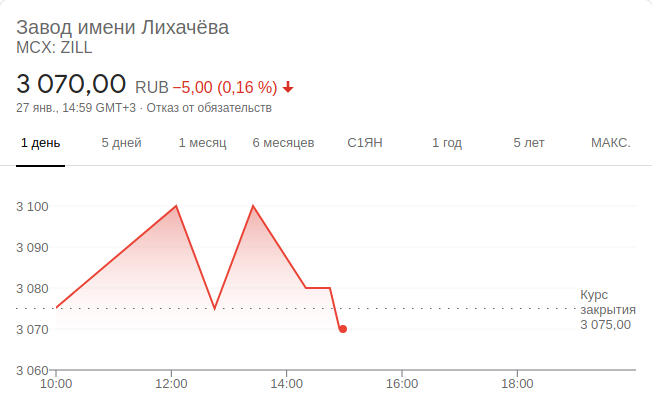 Завод имени Лихачёва
MCX: ZILL
3 070,00 RUB −5,00 (0,16 %)
27 янв., 14:59 GMT+3 · Отказ от обязательств
1 день 5 дней 1 месяц 6 месяцев С1ЯН 1 год 5 лет МАКС.
3 100
3 090
3 080
3 070
3 060
Курс
закрытия
3 075,00
10:00 12:00 14:00 16:00 18:00